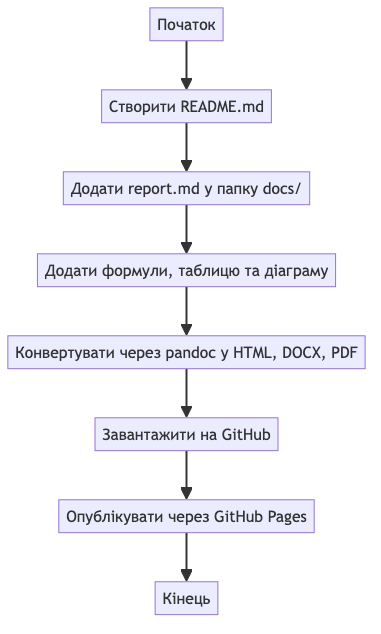 Початок
Створити README.md
Додати report.md у папку docs/
Додати формули, таблицю та діаграму
Конвертувати через pandoc у HTML, DOCX, PDF
Завантажити на GitHub
Опублікувати через GitHub Pages
Кінець